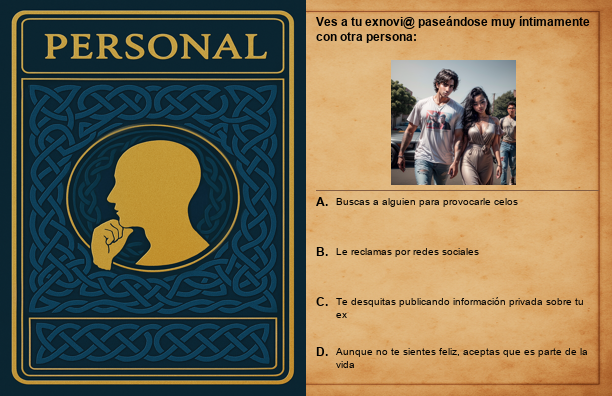 PERSONAL
Ves a tu exnovi@ paseándose muy íntimamente
con otra persona:
A. Buscas a alguien para provocarle celos
B. Le reclamas por redes sociales
C. Te desquitas publicando información privada sobre tu
ex
D. Aunque no te sientes feliz, aceptas que es parte de la
vida